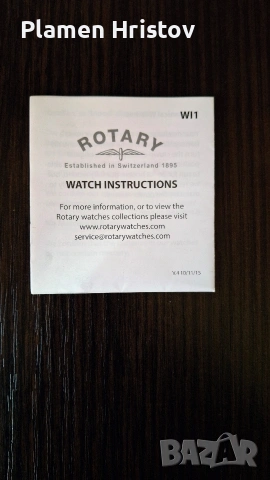 Plamen Hristov
WI1
ROTARY
Established in Switzerland 1895
WATCH INSTRUCTIONS
For more information, or to view the
Rotary watches collections please visit
www.rotarywatches.com
service@rotarywatches.com
BAZAR